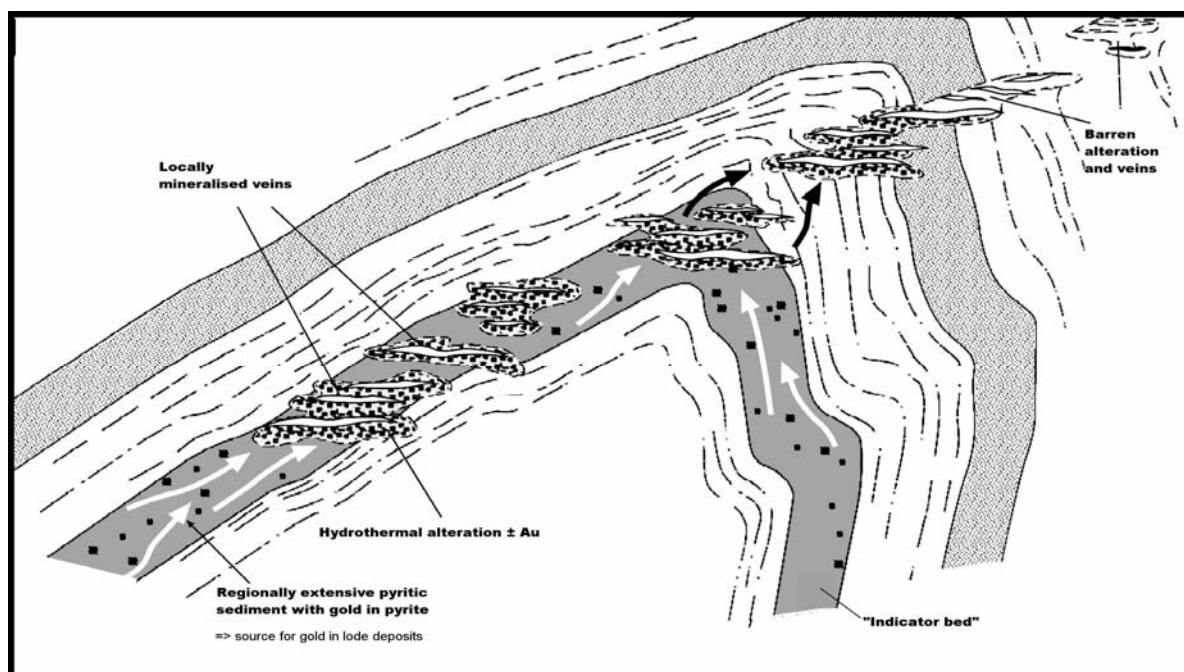 Locally
mineralised veins
Barren
alteration
and veins
Hydrothermal alteration ± Au
Regionally extensive pyritic
sediment with gold in pyrite
=> source for gold in lode deposits
"Indicator bed"